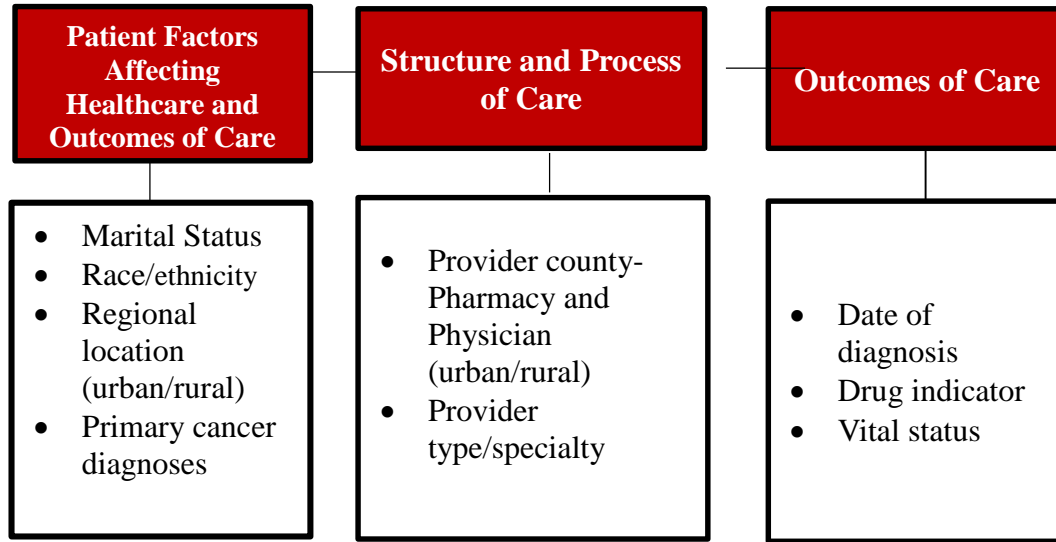 Patient Factors
Affecting
Healthcare and
Outcomes of Care
Structure and Process
of Care
Outcomes of Care
• Marital Status
• Race/ethnicity
• Regional
location
(urban/rural)
• Primary cancer
diagnoses
• Provider county-
Pharmacy and
Physician
(urban/rural)
• Provider
type/specialty
• Date of
diagnosis
• Drug indicator
• Vital status